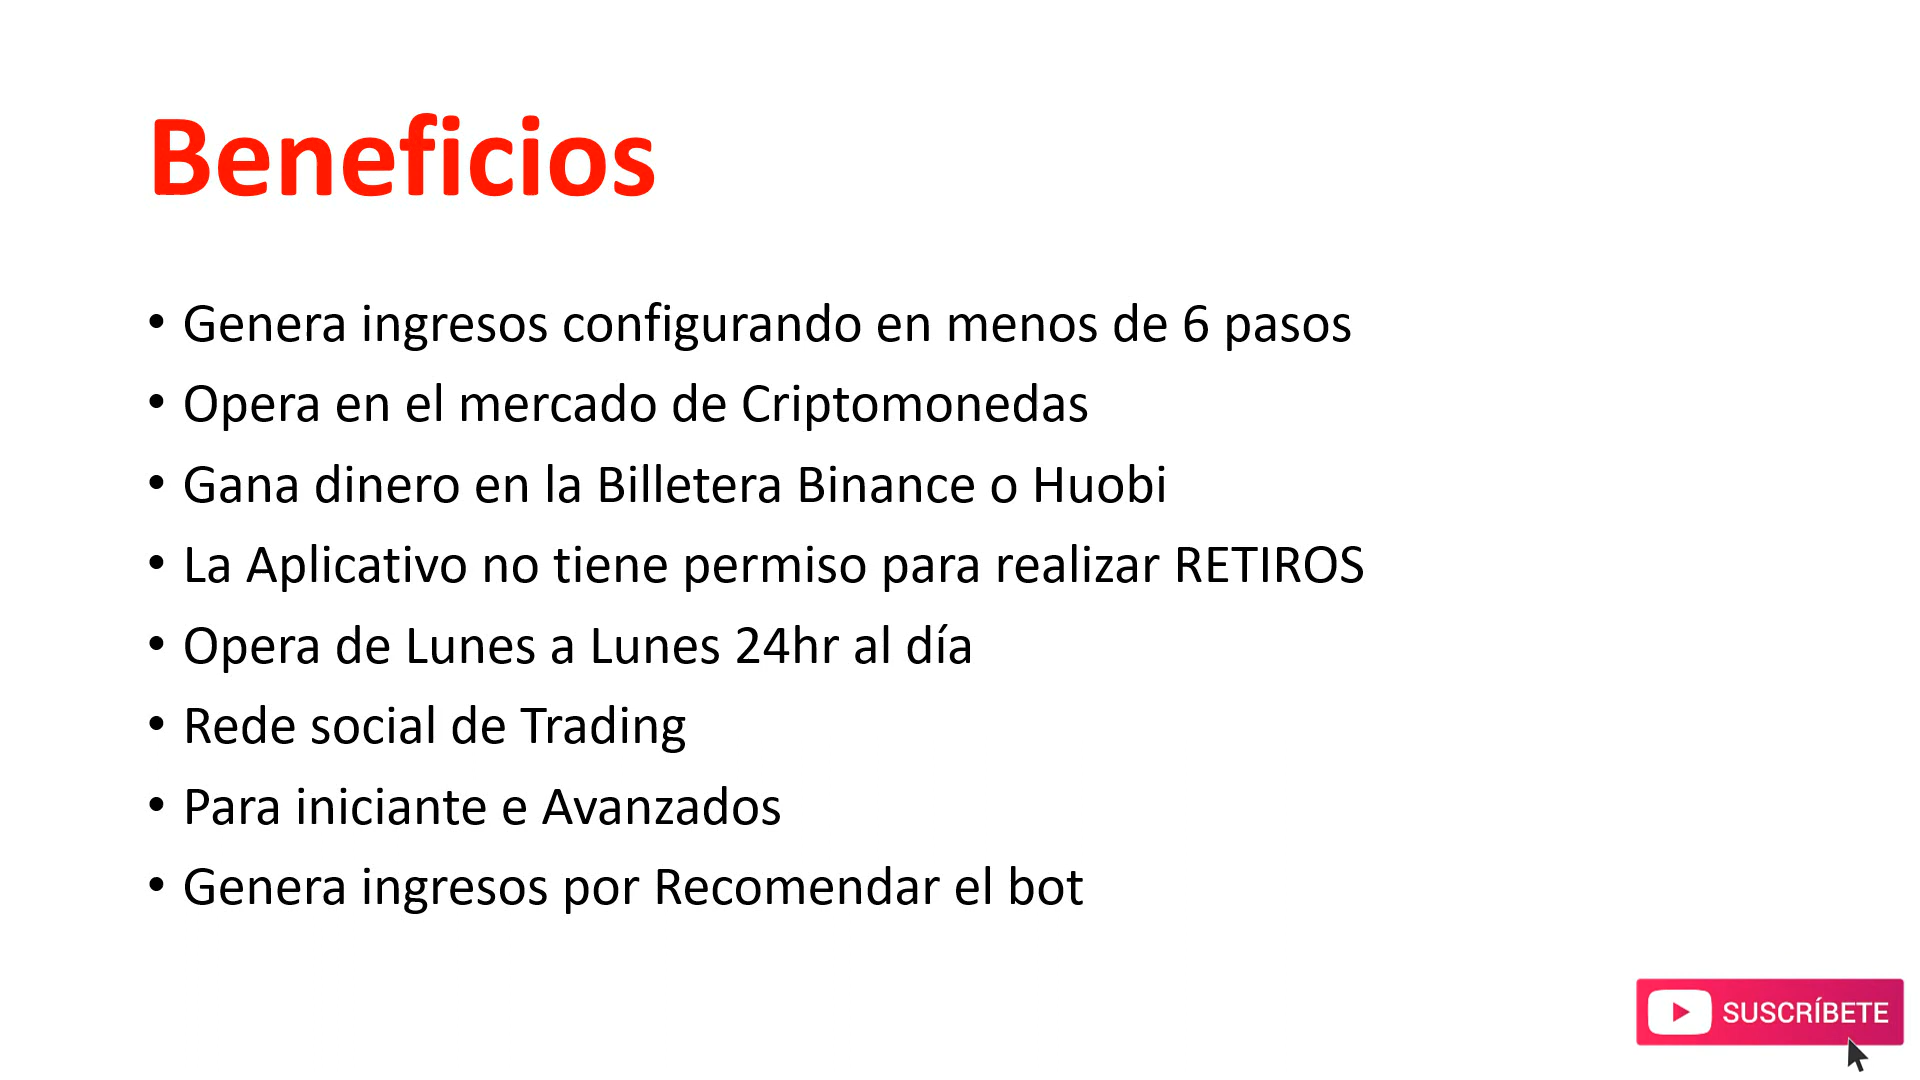 Beneficios
• Genera ingresos configurando en menos de 6 pasos
• Opera en el mercado de Criptomonedas
• Gana dinero en la Billetera Binance o Huobi
• La Aplicativo no tiene permiso para realizar RETIROS
• Opera de Lunes a Lunes 24hr al día
• Rede social de Trading
• Para iniciante e Avanzados
• Genera ingresos por Recomendar el bot
SUSCRÍBETE